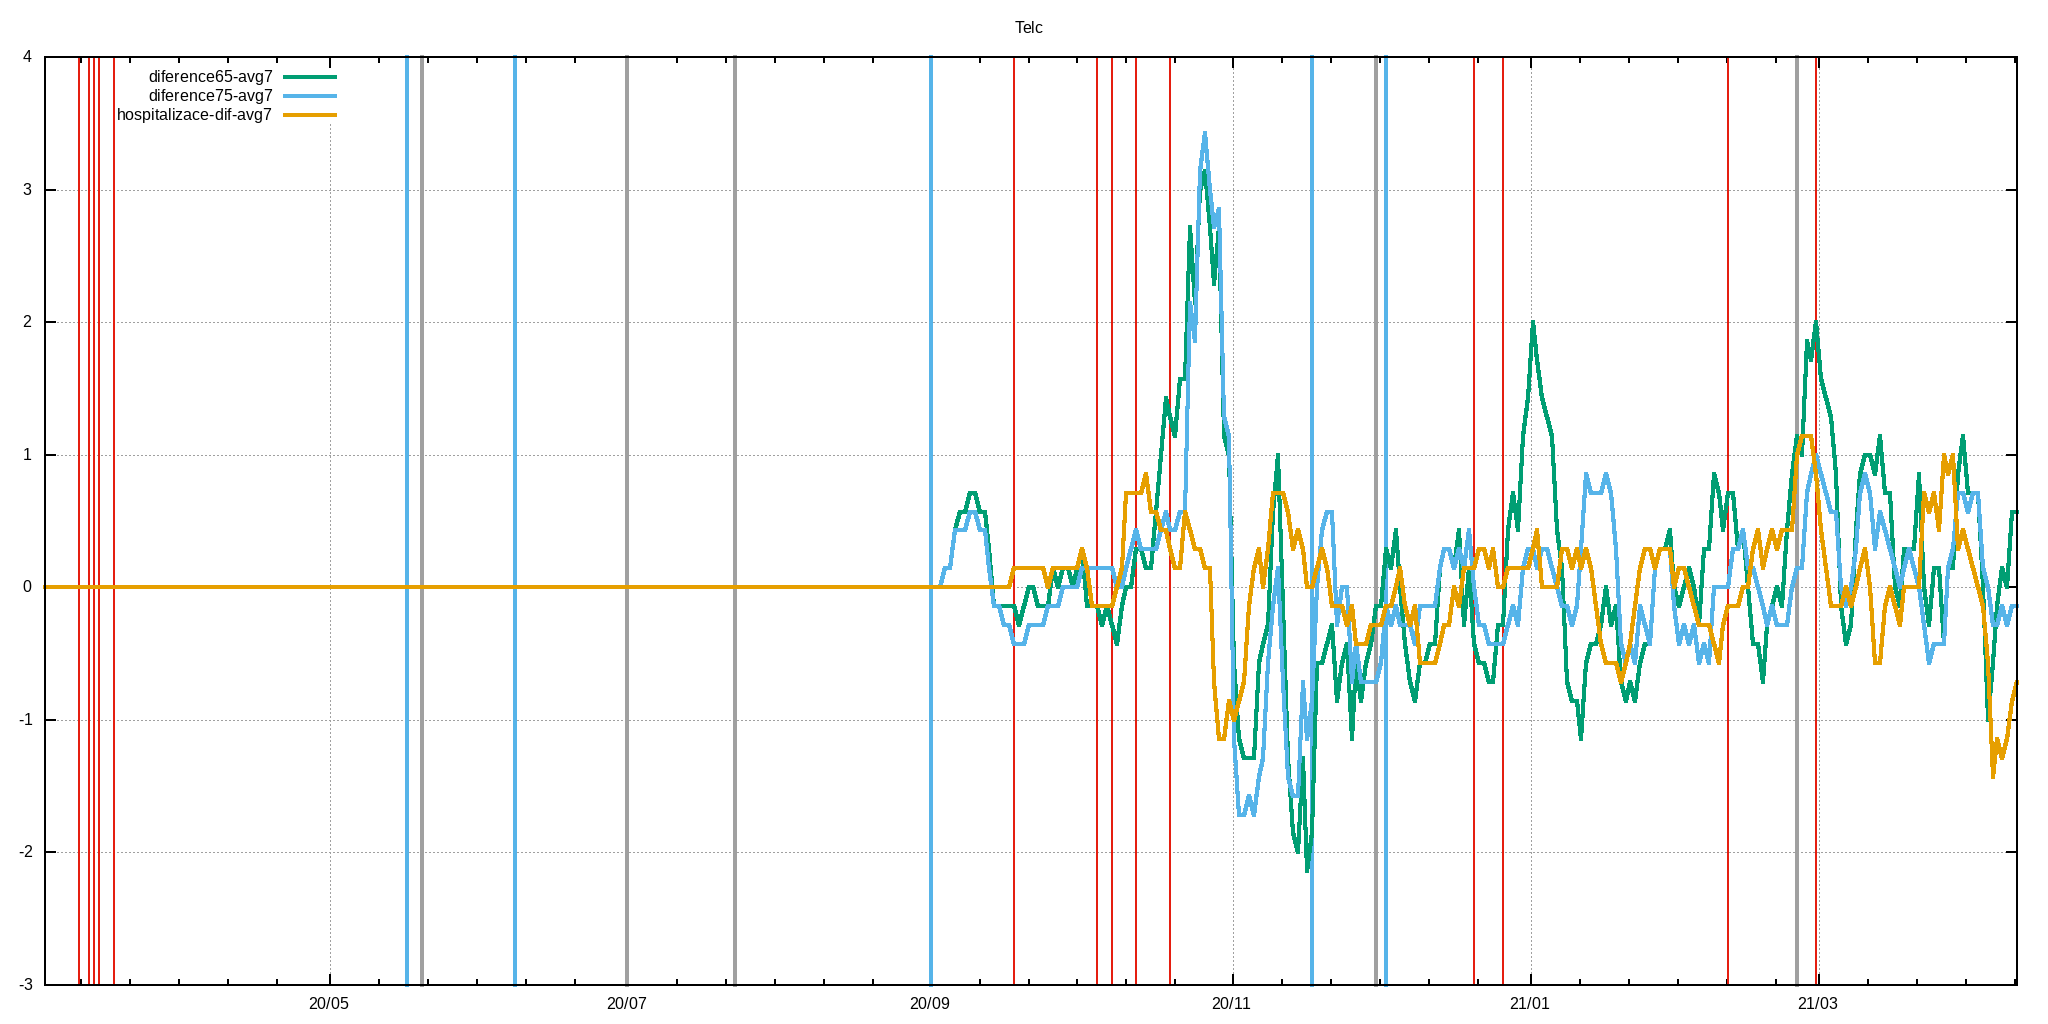 Telc
4
diference65-avg7
diference75-avg7
hospitalizace-dif-avg7
3
2
1
0
-1
-2
-3
20/05 20/07 20/09 20/11 21/01 21/03